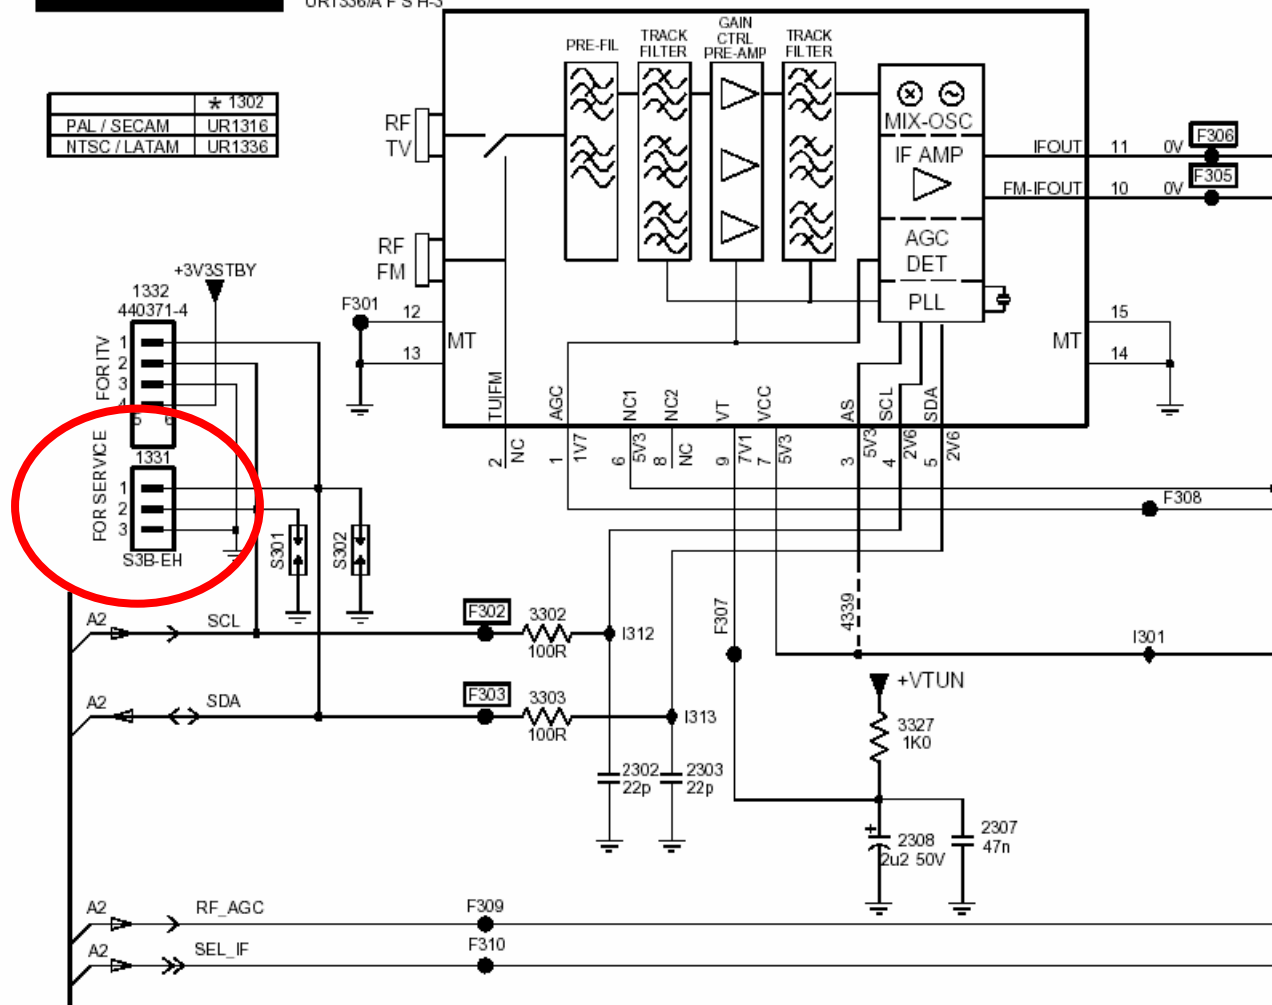 * 1302
PAL / SECAM UR1316
NTSC / LATAM UR1336
RF TV
RF FM
PRE-FIL
TRACK FILTER
GAIN CTRL PRE-AMP
TRACK FILTER
MIX-OSC
IF AMP
AGC DET
PLL
IFOUT 11 0V F306
FM-IFOUT 10 0V F305
+3V3STBY
1332
440371-4
FOR ITV
1
2
3
4
F301
12
13
MT
MT
15
14
TU|FM
AGC
NC1
NC2
VT
VCC
AS
SCL
SDA
2 NC
1 1V7
6 5V3
8 NC
9 7V1
7 5V3
3 5V3
4 2V6
5 2V6
FOR SERVICE
1331
1
2
3
S3B-EH
S301
S302
F308
F307
4339
I301
A2 SCL F302 3302 100R I312
A2 SDA F303 3303 100R I313
+VTUN
3327
1K0
2302
22p
2303
22p
2308
2u2 50V
2307
47n
A2 RF_AGC F309
A2 SEL_IF F310